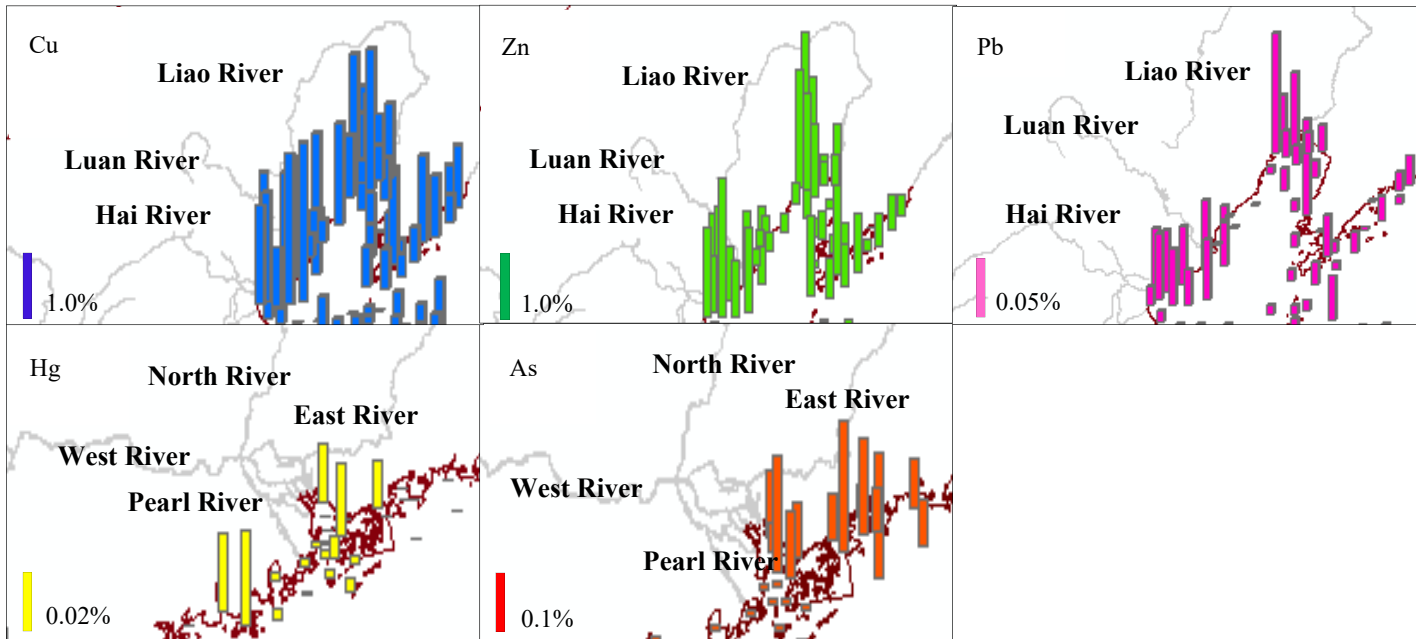 Cu
Liao River
Luan River
Hai River
1.0%
Zn
Liao River
Luan River
Hai River
1.0%
Pb
Liao River
Luan River
Hai River
0.05%
Hg
North River
East River
West River
Pearl River
0.02%
As
North River
East River
West River
Pearl River
0.1%